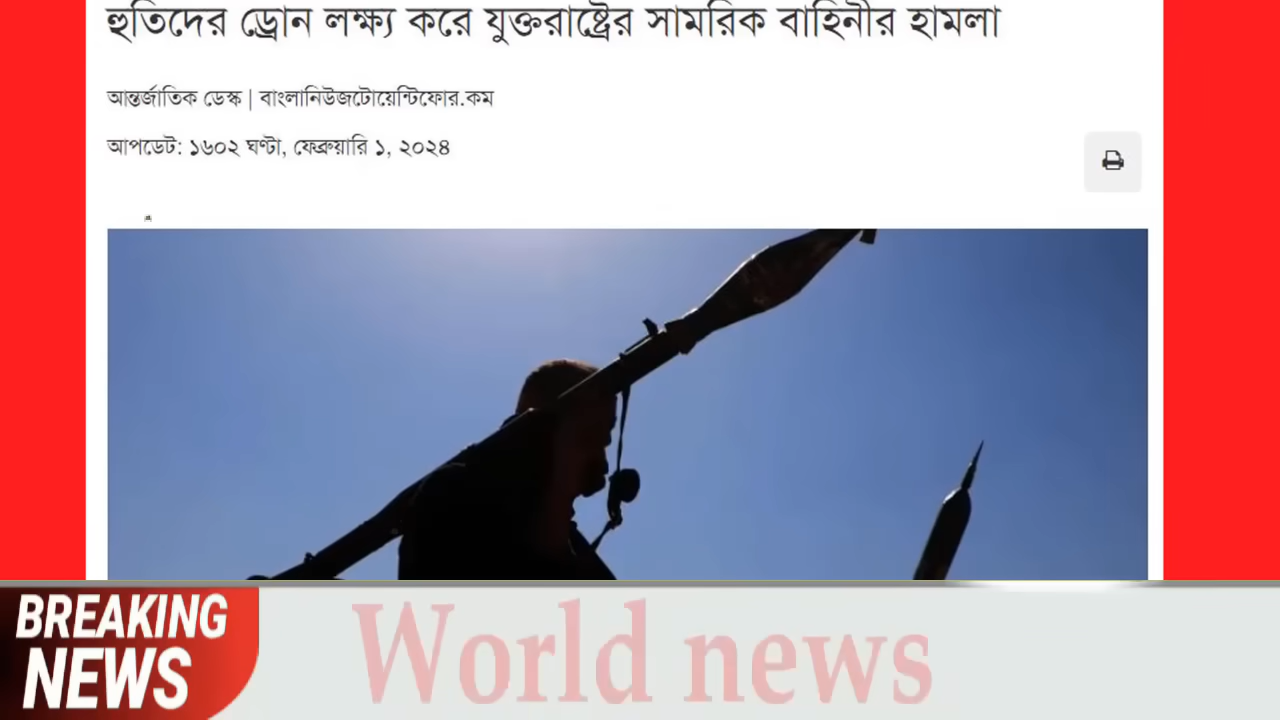 হুতিদের ড্রোন লক্ষ্য করে যুক্তরাষ্ট্রের সামরিক বাহিনীর হামলা
আন্তর্জাতিক ডেস্ক | বাংলানিউজটোয়েন্টিফোর.কম
আপডেট: ১৬০২ ঘণ্টা, ফেব্রুয়ারি ১, ২০২৪
BREAKING
NEWS
World news